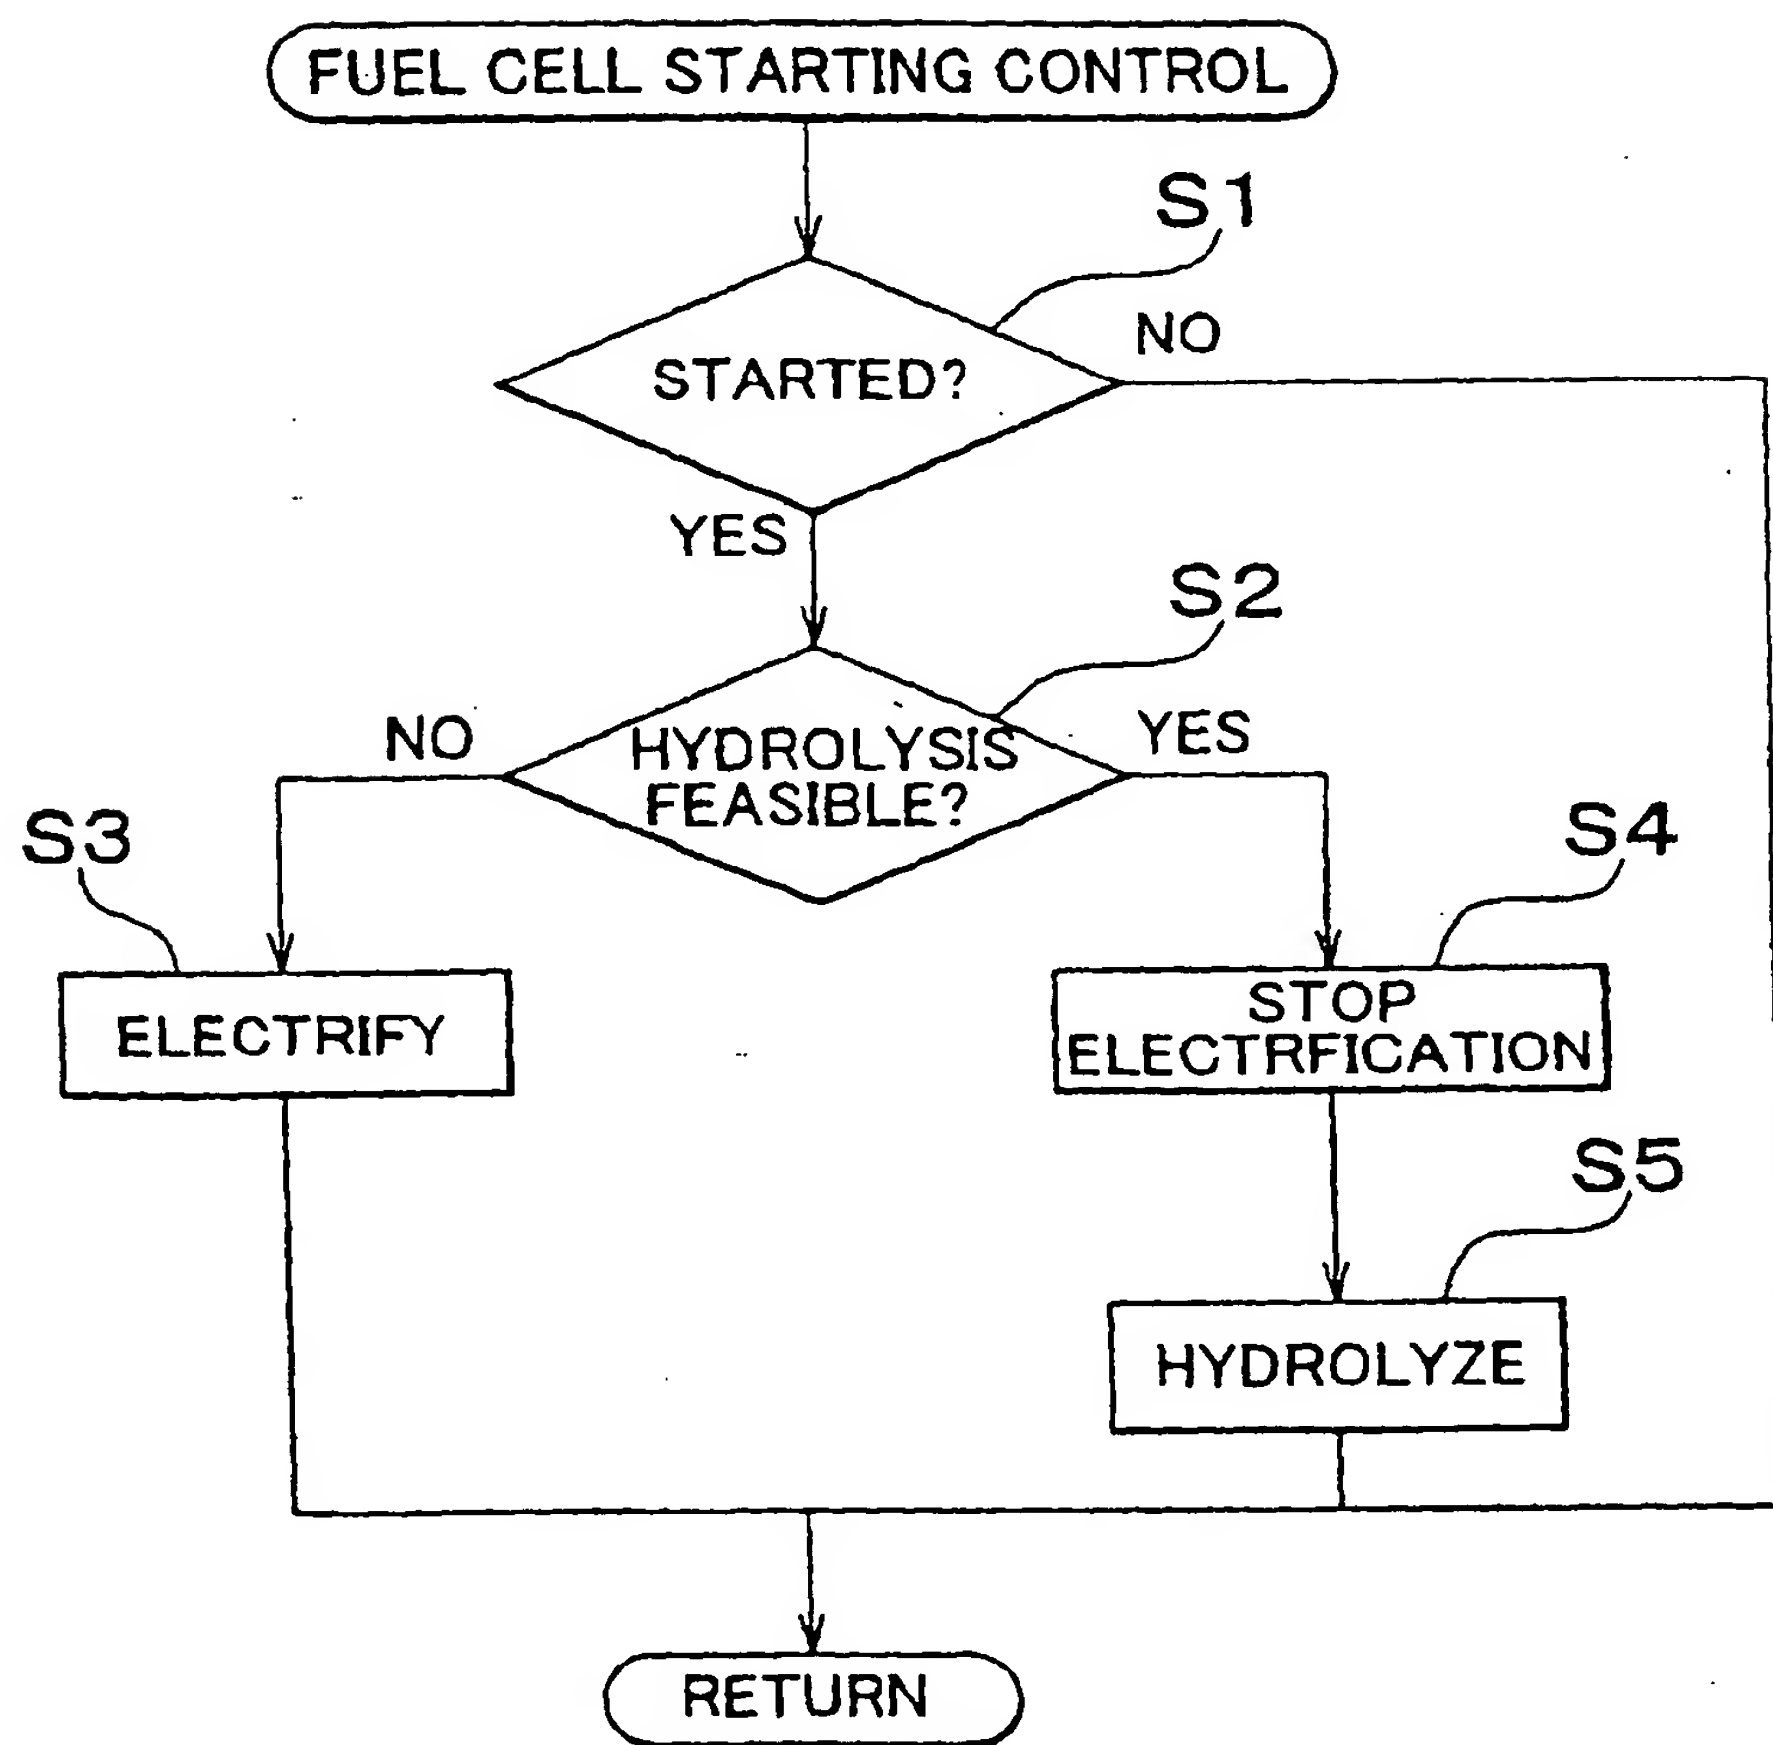 FUEL CELL STARTING CONTROL
S1
STARTED?
NO
YES
S2
NO
HYDROLYSIS
FEASIBLE?
YES
S3
S4
ELECTRIFY
STOP
ELECTRFICATION
S5
HYDROLYZE
RETURN